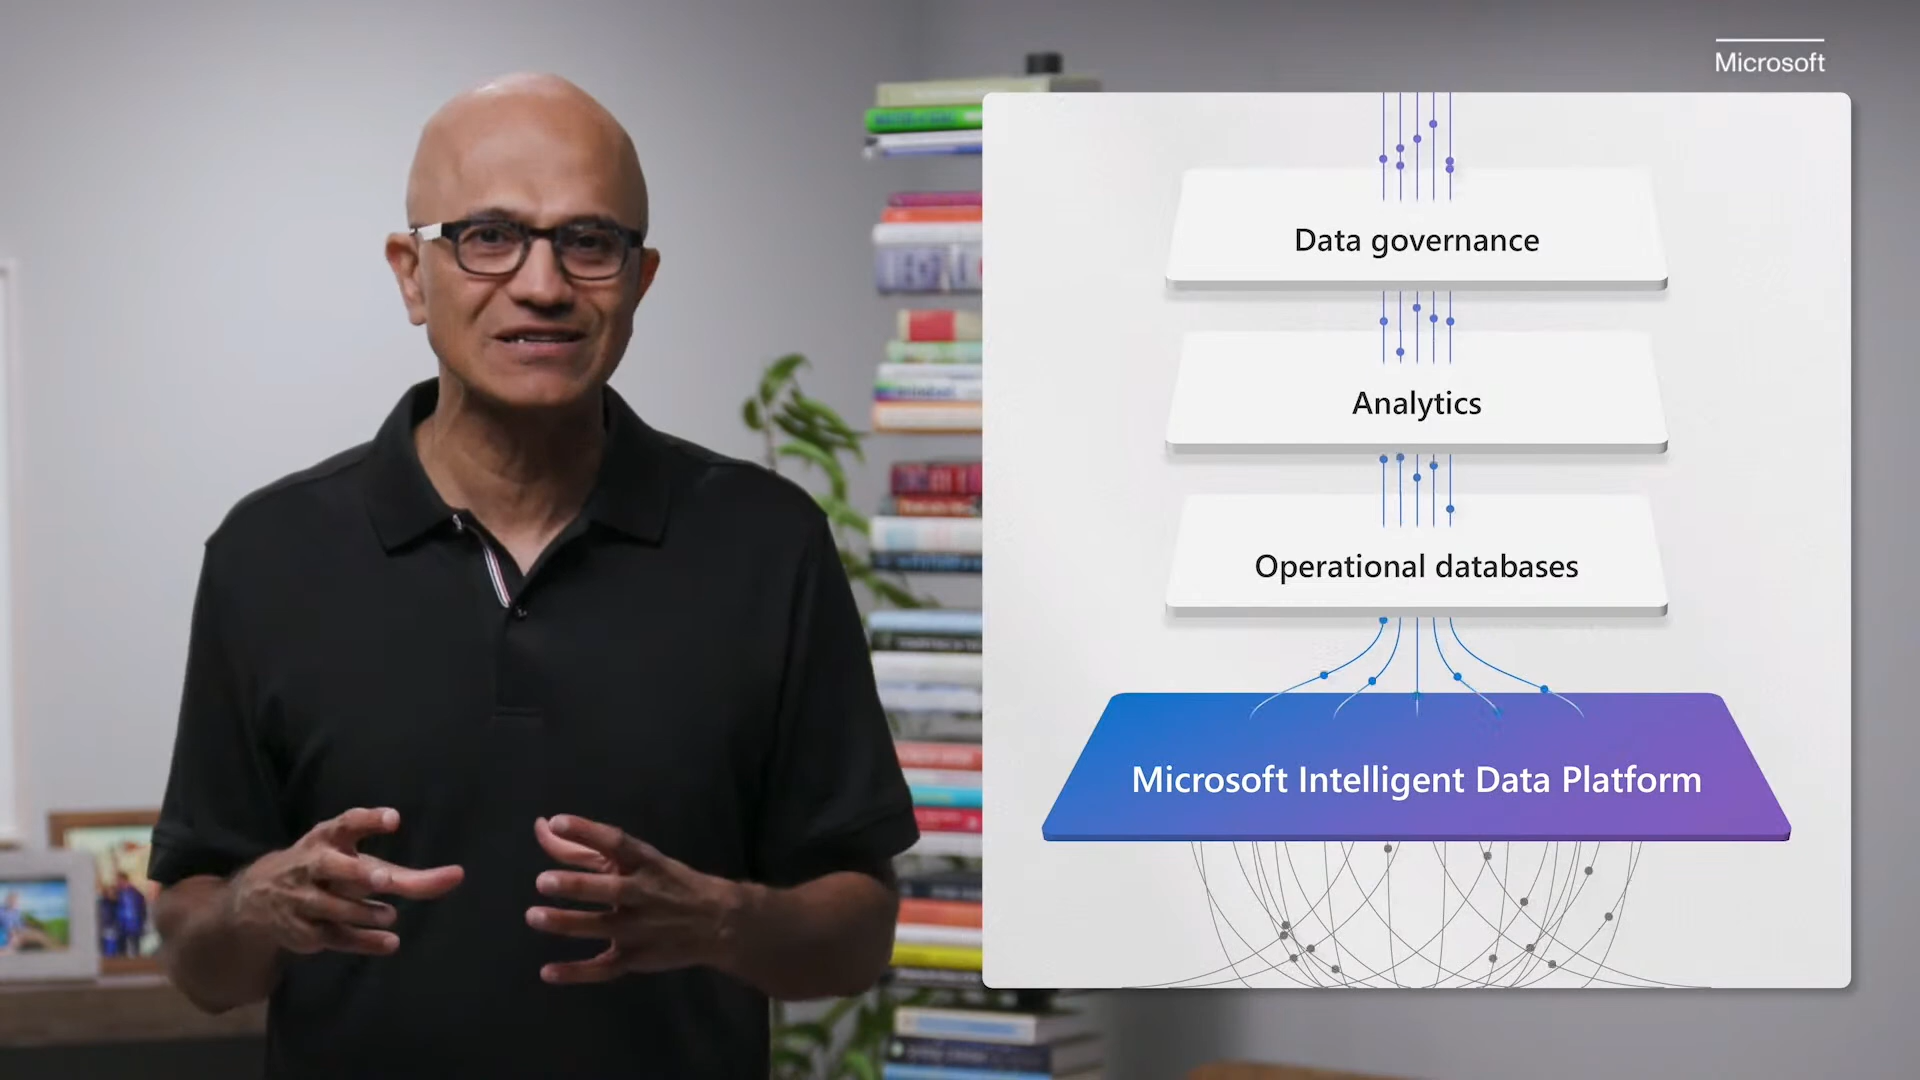 Microsoft
Data governance
Analytics
Operational databases
Microsoft Intelligent Data Platform